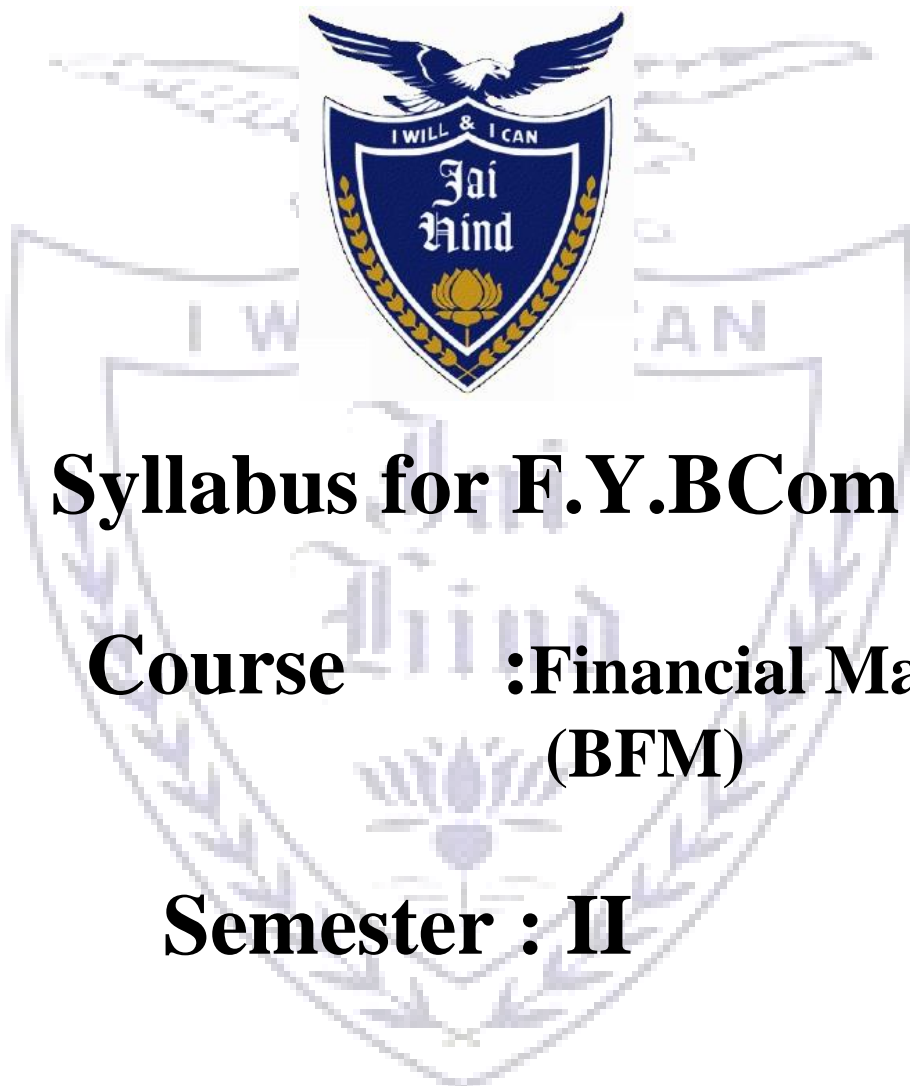 I WILL & I CAN
Jai
Hind
Syllabus for F.Y.BCom
Course :Financial Ma
(BFM)
Semester : II